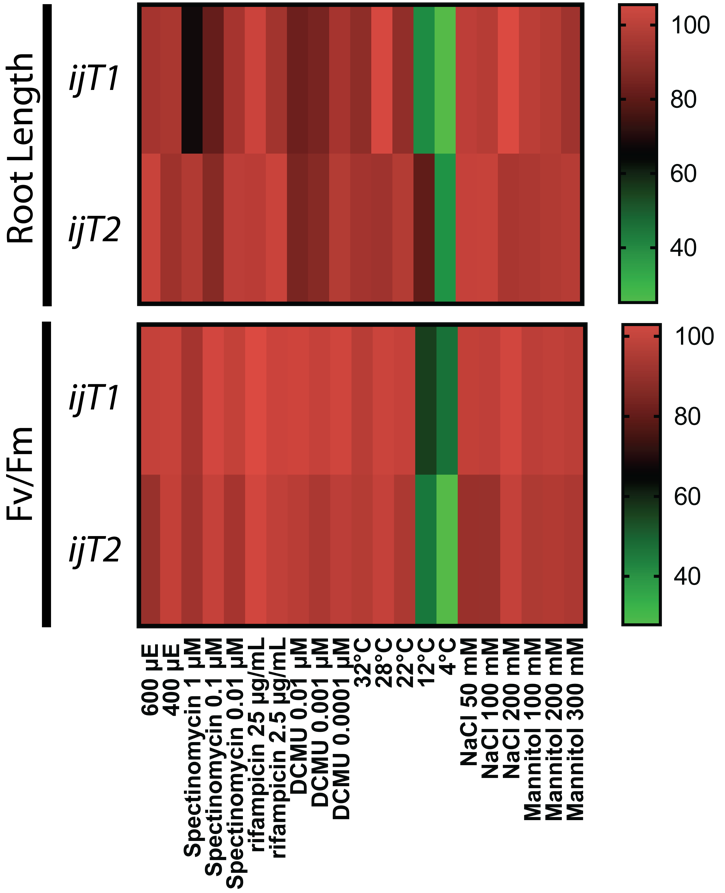 Root Length
ijT1
ijT2
100
80
60
40
Fv/Fm
ijT1
ijT2
100
80
60
40
600 µE
400 µE
Spectinomycin 1 µM
Spectinomycin 0.1 µM
Spectinomycin 0.01 µM
rifampicin 25 µg/mL
rifampicin 2.5 µg/mL
DCMU 0.01 µM
DCMU 0.001 µM
DCMU 0.0001 µM
32°C
28°C
22°C
12°C
4°C
NaCl 50 mM
NaCl 100 mM
NaCl 200 mM
Mannitol 100 mM
Mannitol 200 mM
Mannitol 300 mM